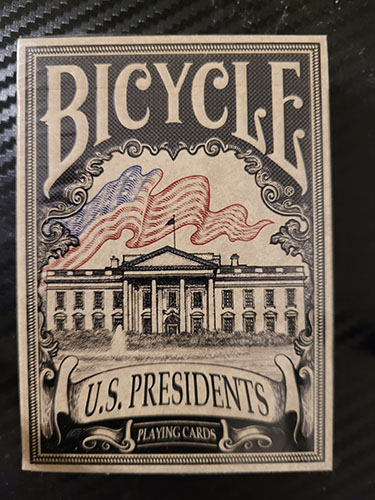 BICYCLE
®
U.S. PRESIDENTS
PLAYING CARDS